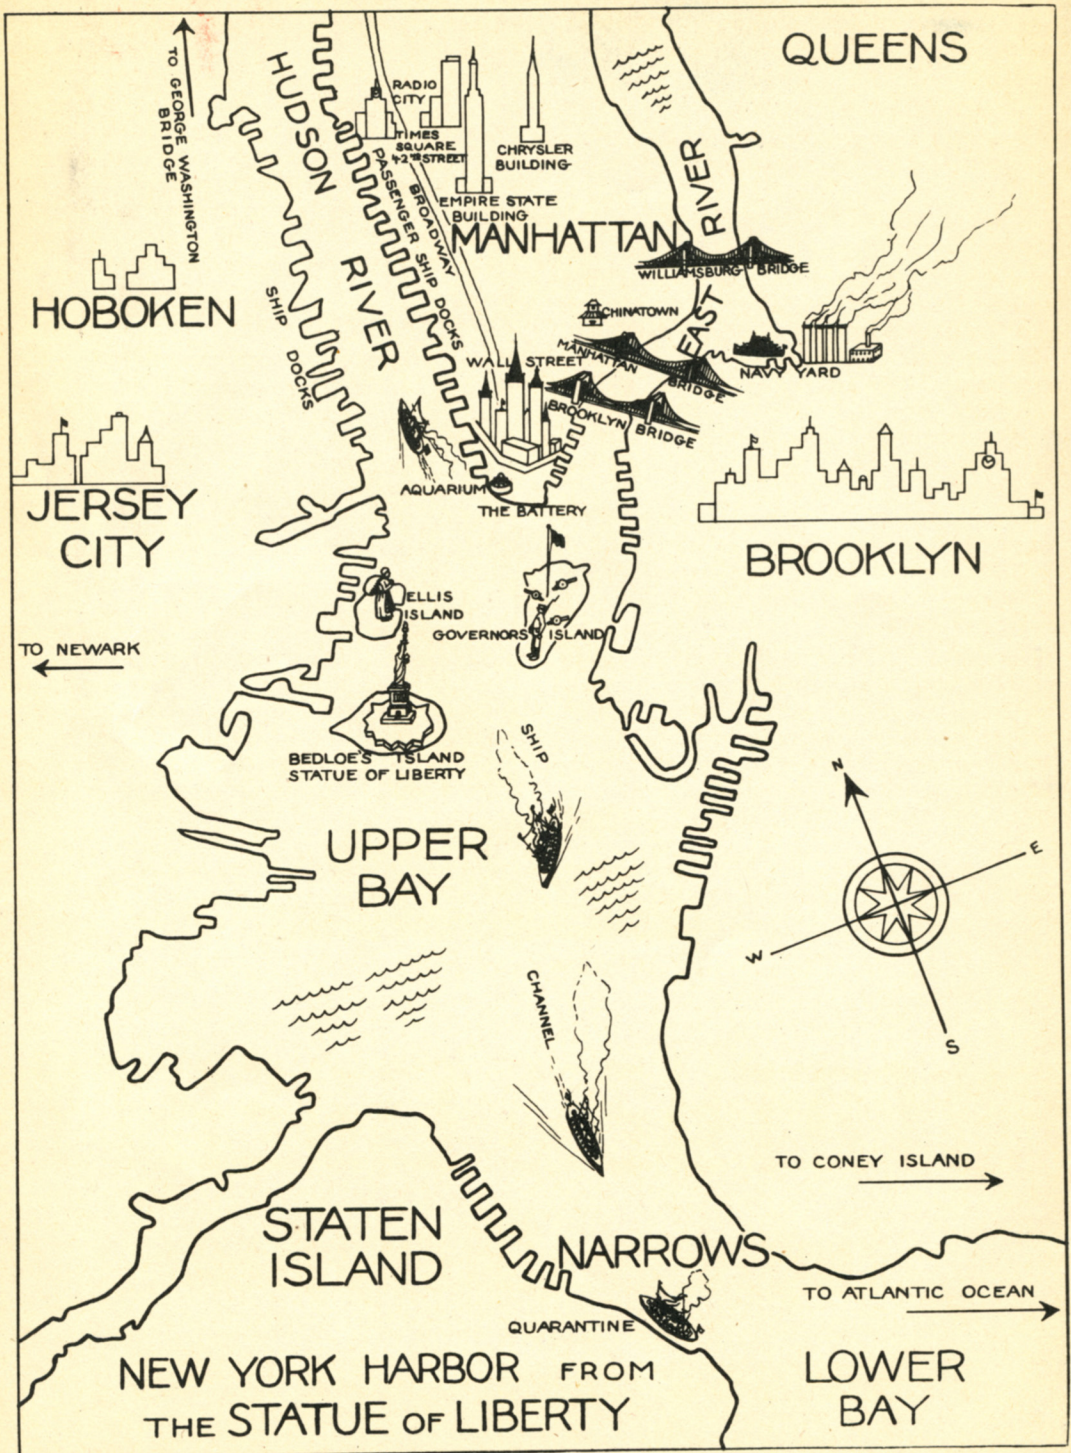 QUEENS
TO GEORGE WASHINGTON
BRIDGE
HUDSON
RIVER
RADIO
CITY
TIMES
SQUARE
42ND STREET
CHRYSLER
BUILDING
EMPIRE STATE
BUILDING
PASSENGER SHIP DOCKS
BROADWAY
MANHATTAN
EAST
RIVER
WILLIAMSBURG BRIDGE
HOBOKEN
SHIP DOCKS
CHINATOWN
WALL STREET
MANHATTAN
BRIDGE
NAVY YARD
BROOKLYN BRIDGE
JERSEY
CITY
AQUARIUM
THE BATTERY
BROOKLYN
ELLIS
ISLAND
GOVERNORS ISLAND
TO NEWARK
BEDLOE'S ISLAND
STATUE OF LIBERTY
SHIP
CHANNEL
UPPER
BAY
N
E
W
S
TO CONEY ISLAND
STATEN
ISLAND
NARROWS
TO ATLANTIC OCEAN
QUARANTINE
LOWER
BAY
NEW YORK HARBOR FROM
THE STATUE OF LIBERTY